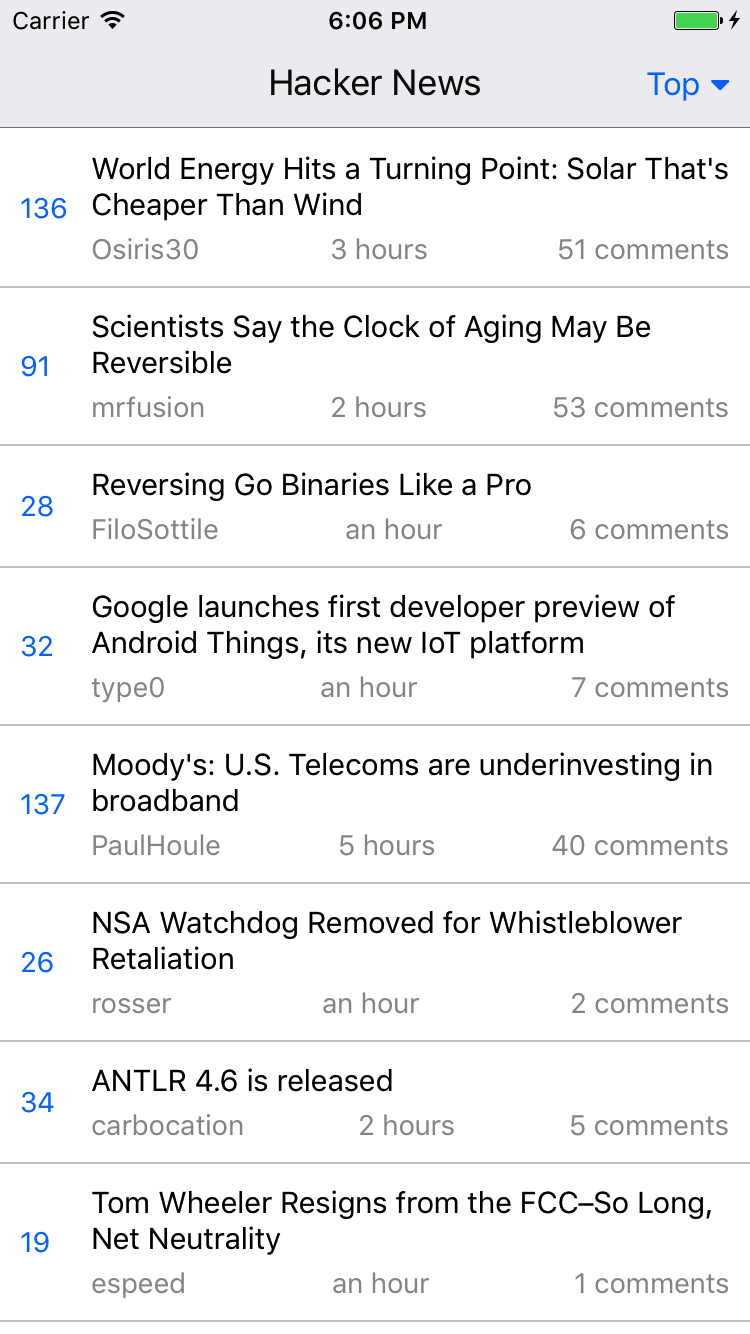 Carrier 6:06 PM
Hacker News Top
World Energy Hits a Turning Point: Solar That's
136 Cheaper Than Wind
Osiris30 3 hours 51 comments
Scientists Say the Clock of Aging May Be
91 Reversible
mrfusion 2 hours 53 comments
Reversing Go Binaries Like a Pro
28
FiloSottile an hour 6 comments
Google launches first developer preview of
32 Android Things, its new IoT platform
type0 an hour 7 comments
Moody's: U.S. Telecoms are underinvesting in
137 broadband
PaulHoule 5 hours 40 comments
NSA Watchdog Removed for Whistleblower
26 Retaliation
rosser an hour 2 comments
ANTLR 4.6 is released
34
carbocation 2 hours 5 comments
Tom Wheeler Resigns from the FCC–So Long,
19 Net Neutrality
espeed an hour 1 comments